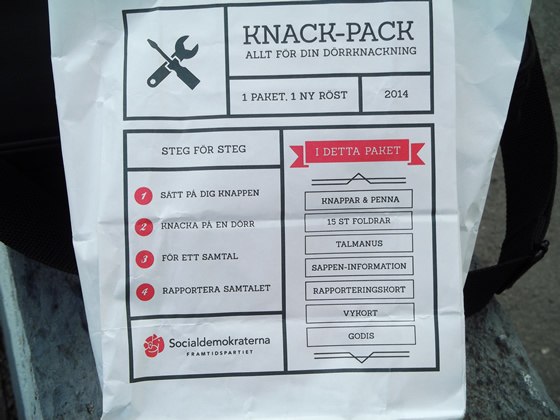 KNACK-PACK
ALLT FÖR DIN DÖRRKNACKNING
1 PAKET, 1 NY RÖST
2014
STEG FÖR STEG
1 SÄTT PÅ DIG KNAPPEN
2 KNACKA PÅ EN DÖRR
3 FÖR ETT SAMTAL
4 RAPPORTERA SAMTALET
Socialdemokraterna
FRAMTIDSPARTIET
I DETTA PAKET
KNAPPAR & PENNA
15 ST FOLDRAR
TALMANUS
SAPPEN-INFORMATION
RAPPORTERINGSKORT
VYKORT
GODIS